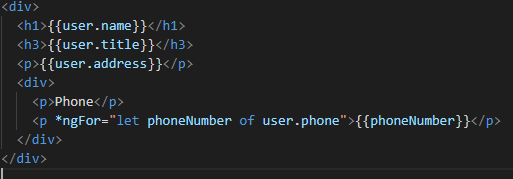 <div>
<h1>{{user.name}}</h1>
<h3>{{user.title}}</h3>
<p>{{user.address}}</p>
<div>
<p>Phone</p>
<p *ngFor="let phoneNumber of user.phone">{{phoneNumber}}</p>
</div>
</div>